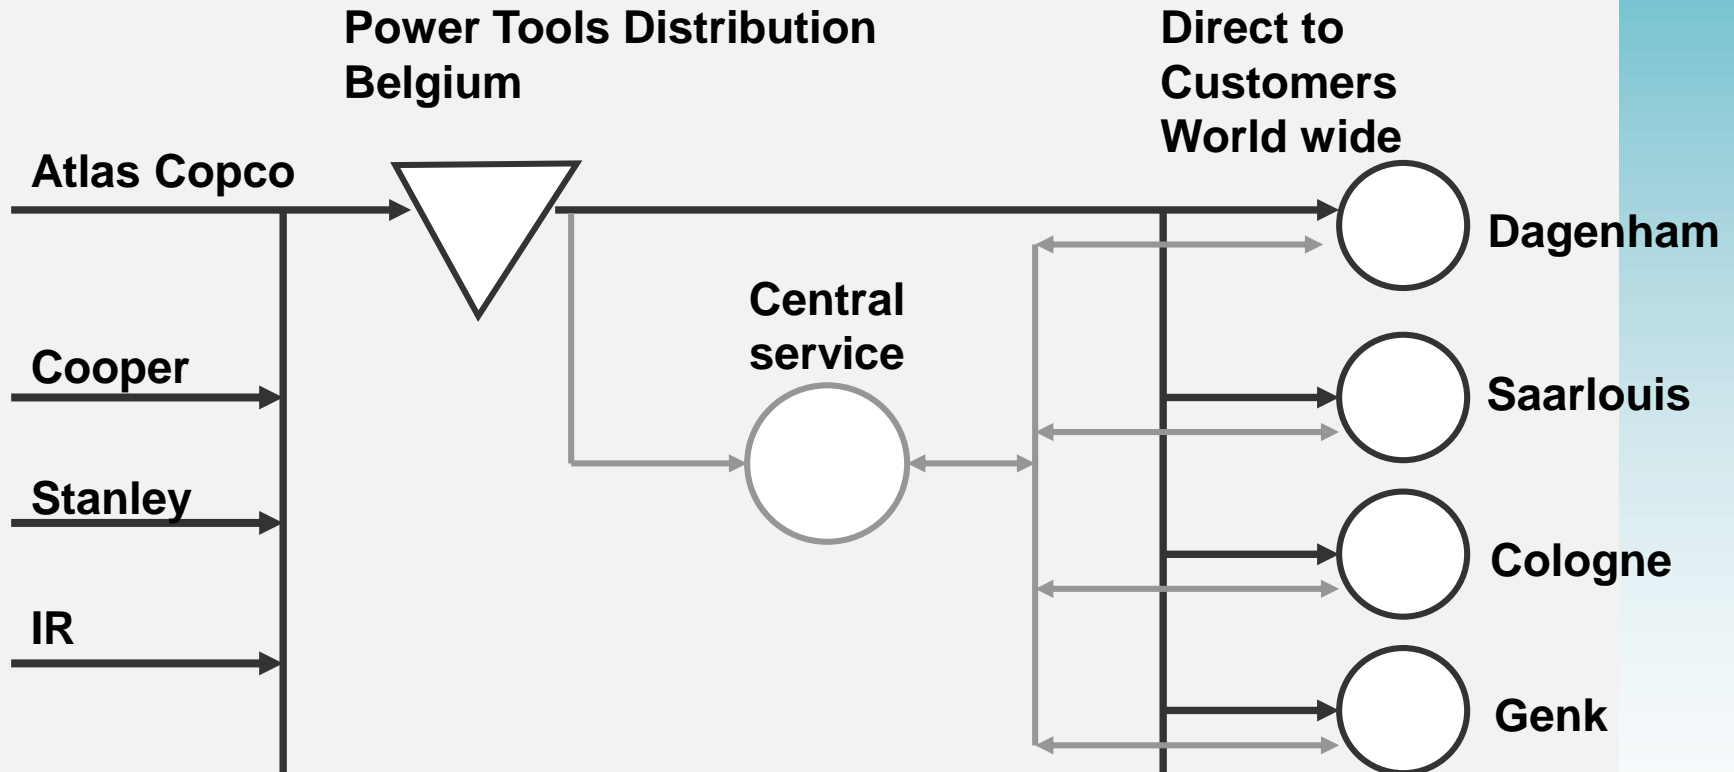 Power Tools Distribution
Belgium
Direct to
Customers
World wide
Atlas Copco
Dagenham
Central
service
Cooper
Saarlouis
Stanley
Cologne
IR
Genk